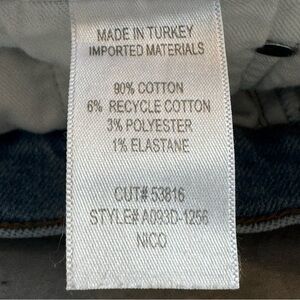 MADE IN TURKEY
IMPORTED MATERIALS
90% COTTON
6% RECYCLE COTTON
3% POLYESTER
1% ELASTANE
CUT# 53816
STYLE# A093D-1256
NICO